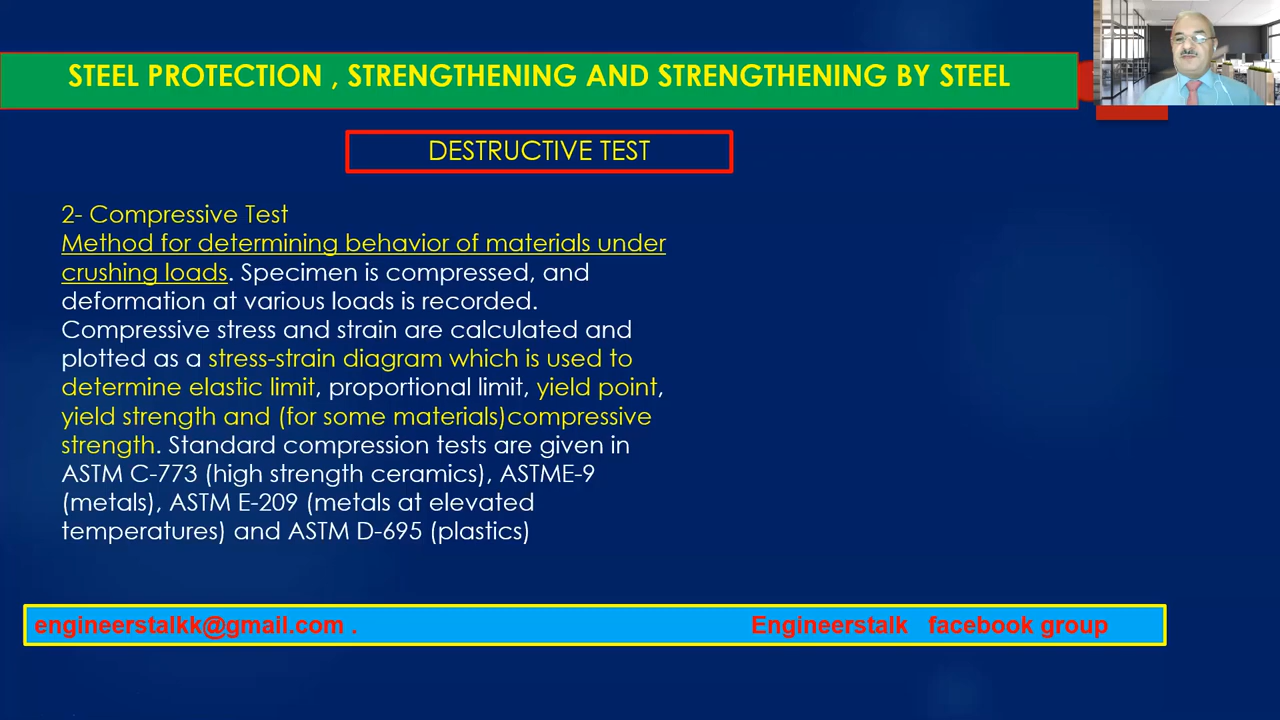 STEEL PROTECTION , STRENGTHENING AND STRENGTHENING BY STEEL
DESTRUCTIVE TEST
2- Compressive Test
Method for determining behavior of materials under
crushing loads. Specimen is compressed, and
deformation at various loads is recorded.
Compressive stress and strain are calculated and
plotted as a stress-strain diagram which is used to
determine elastic limit, proportional limit, yield point,
yield strength and (for some materials)compressive
strength. Standard compression tests are given in
ASTM C-773 (high strength ceramics), ASTME-9
(metals), ASTM E-209 (metals at elevated
temperatures) and ASTM D-695 (plastics)
engineerstalkk@gmail.com . Engineerstalk facebook group